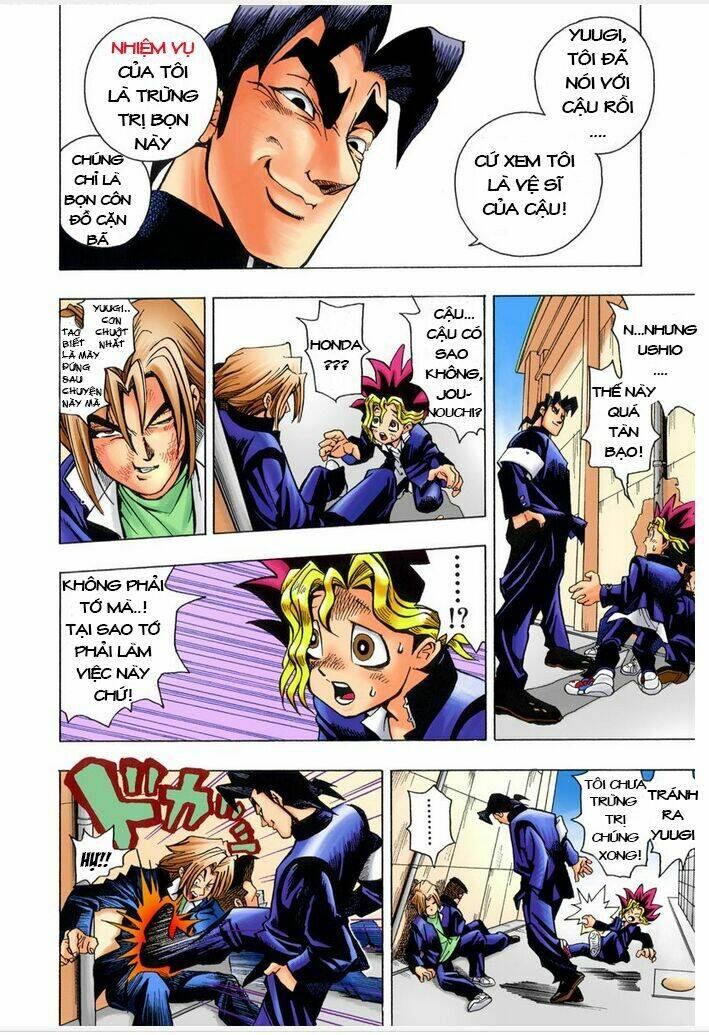 YUUGI,
TÔI ĐÃ
NÓI VỚI
CẬU RỒI
....
CỨ XEM TÔI
LÀ VỆ SĨ
CỦA CẬU!
NHIỆM VỤ
CỦA TÔI
LÀ TRỪNG
TRỊ BỌN
NÀY
CHÚNG
CHỈ LÀ
BỌN CÔN
ĐỒ CẶN
BÃ
N...NHƯNG
USHIO
....
THẾ NÀY
QUÁ
TÀN
BẠO!
CẬU...
CẬU CÓ
SAO
KHÔNG,
JOU-
NOUCHI?
HONDA
???
YUUGI..
CON
CHUỘT
NHẮT
TAO
BIẾT
LÀ MÀY
ĐỨNG
SAU
CHUYỆN
NÀY MÀ
......!?
KHÔNG PHẢI
TỚ MÀ..!
TẠI SAO TỚ
PHẢI LÀM
VIỆC NÀY
CHỨ!
TRÁNH
RA
YUUGI,
TÔI CHƯA
TRỪNG
TRỊ
CHÚNG
XONG!
......
ドカッ
HỰ!!